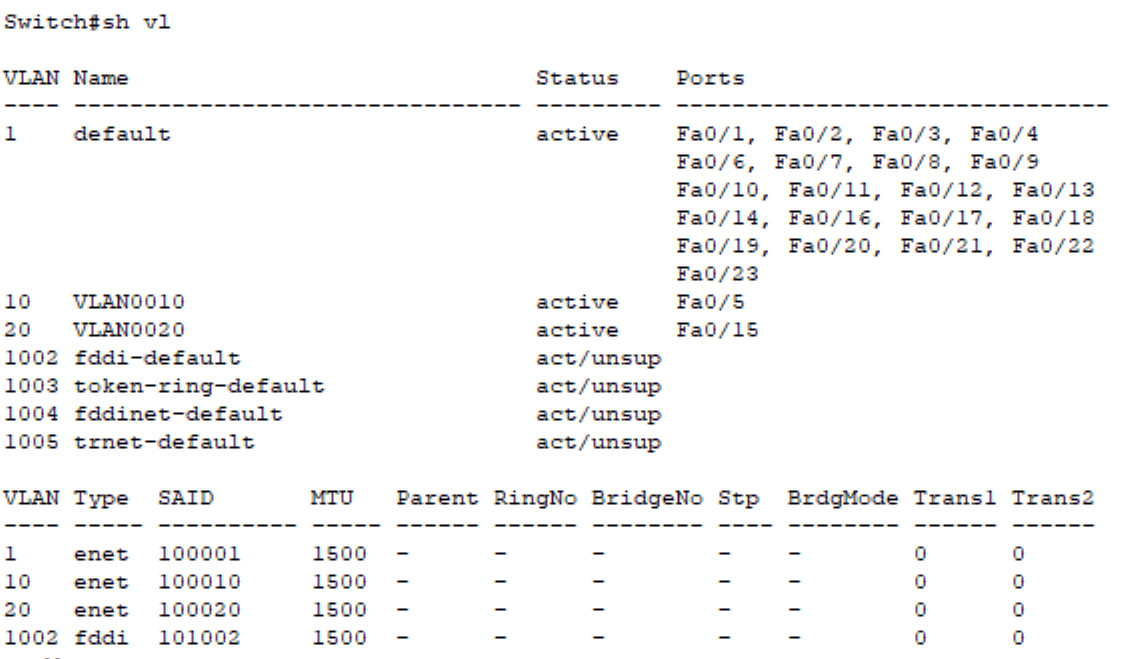 Switch#sh vl
VLAN Name                             Status    Ports
---- -------------------------------- --------- -------------------------------
1    default                          active    Fa0/1, Fa0/2, Fa0/3, Fa0/4
                                                Fa0/6, Fa0/7, Fa0/8, Fa0/9
                                                Fa0/10, Fa0/11, Fa0/12, Fa0/13
                                                Fa0/14, Fa0/16, Fa0/17, Fa0/18
                                                Fa0/19, Fa0/20, Fa0/21, Fa0/22
                                                Fa0/23
10   VLAN0010                         active    Fa0/5
20   VLAN0020                         active    Fa0/15
1002 fddi-default                     act/unsup
1003 token-ring-default               act/unsup
1004 fddinet-default                  act/unsup
1005 trnet-default                    act/unsup
VLAN Type  SAID       MTU   Parent RingNo BridgeNo Stp  BrdgMode Trans1 Trans2
---- ----- ---------- ----- ------ ------ -------- ---- -------- ------ ------
1    enet  100001     1500  -      -      -        -    -        0      0
10   enet  100010     1500  -      -      -        -    -        0      0
20   enet  100020     1500  -      -      -        -    -        0      0
1002 fddi  101002     1500  -      -      -        -    -        0      0